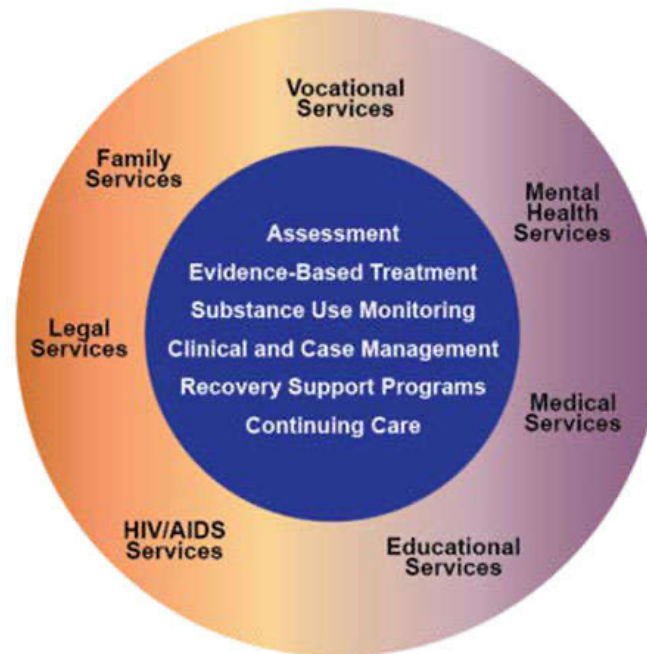 Vocational
Services
Family
Services
Mental
Health
Services
Assessment
Evidence-Based Treatment
Substance Use Monitoring
Legal
Services
Clinical and Case Management
Recovery Support Programs
Continuing Care
Medical
Services
HIV/AIDS
Services
Educational
Services